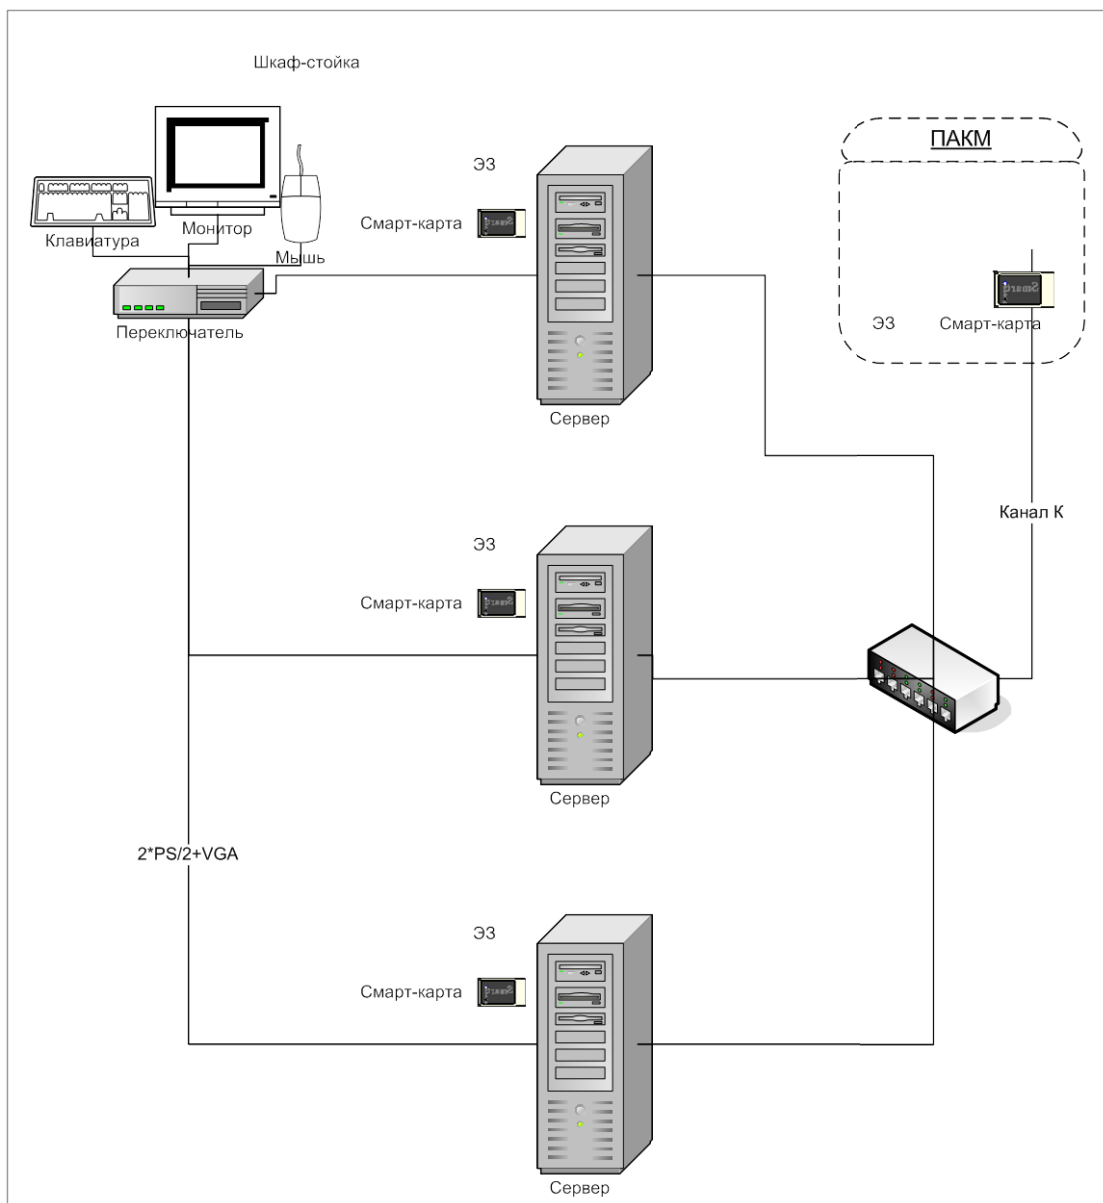 Шкаф-стойка
ПАКМ
ЭЗ
Смарт-карта
Клавиатура
Монитор
Мышь
Переключатель
ЭЗ
Смарт-карта
Сервер
Канал К
ЭЗ
Смарт-карта
Сервер
2*PS/2+VGA
ЭЗ
Смарт-карта
Сервер